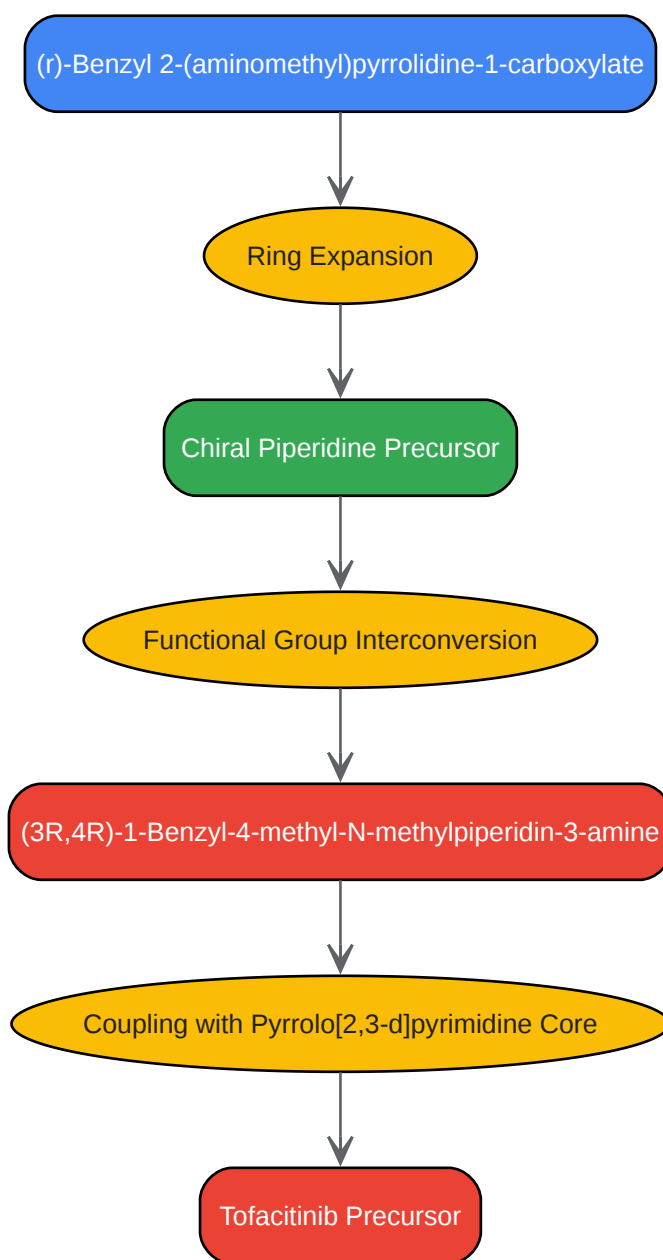 (r)-Benzyl 2-(aminomethyl)pyrrolidine-1-carboxylate
Ring Expansion
Chiral Piperidine Precursor
Functional Group Interconversion
(3R,4R)-1-Benzyl-4-methyl-N-methylpiperidin-3-amine
Coupling with Pyrrolo[2,3-d]pyrimidine Core
Tofacitinib Precursor